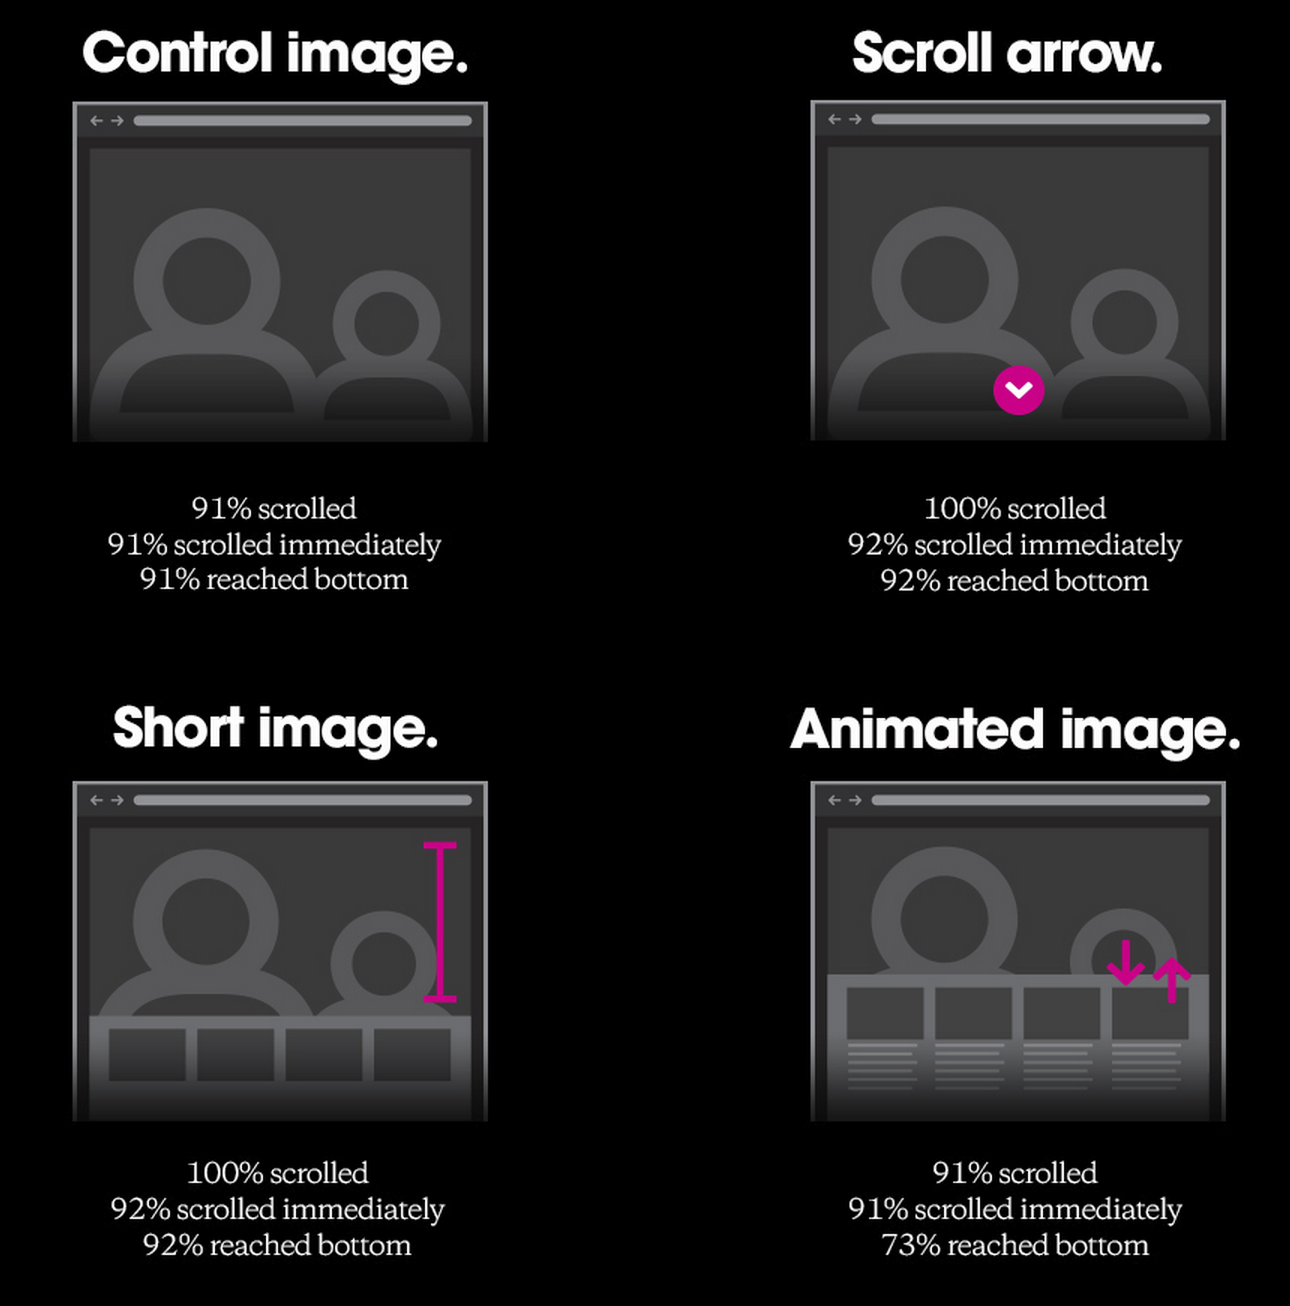 Control image.
91% scrolled
91% scrolled immediately
91% reached bottom
Scroll arrow.
100% scrolled
92% scrolled immediately
92% reached bottom
Short image.
100% scrolled
92% scrolled immediately
92% reached bottom
Animated image.
91% scrolled
91% scrolled immediately
73% reached bottom